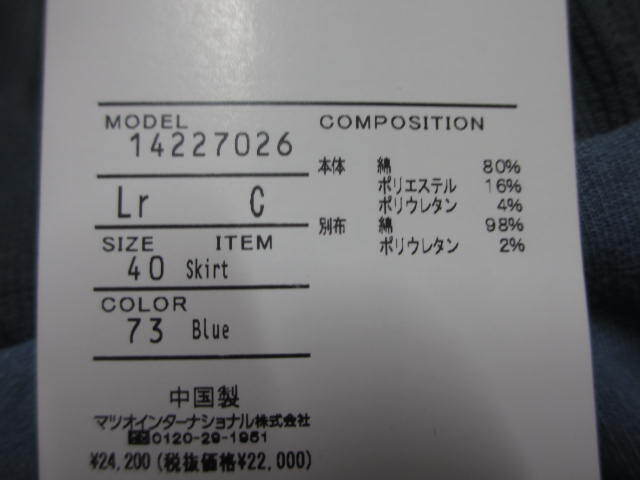 MODEL
14227026
Lr C
SIZE ITEM
40 Skirt
COLOR
73 Blue
COMPOSITION
本体 綿 80%
ポリエステル 16%
ポリウレタン 4%
別布 綿 98%
ポリウレタン 2%
中国製
マツオインターナショナル株式会社
0120-29-1951
¥24,200(税抜価格¥22,000)